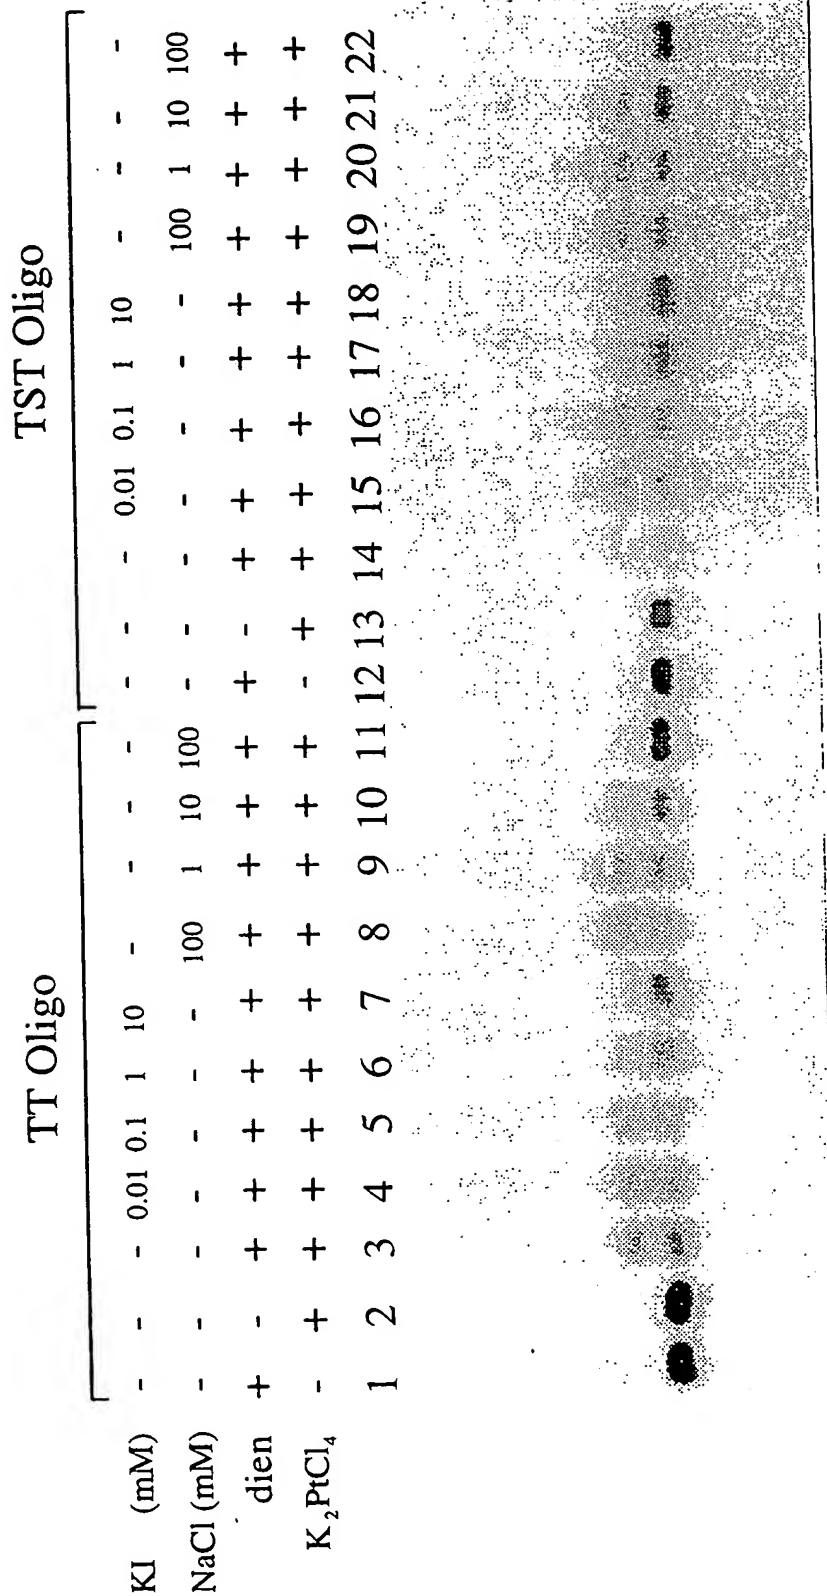 TT Oligo TST Oligo
KI (mM) - - - 0.01 0.1 1 10 - - - - - - - 0.01 0.1 1 10 - - - -
NaCl (mM) - - - - - - - 100 1 10 100 - - - - - - - 100 1 10 100
dien + - + + + + + + + + + + - + + + + + + + + +
K₂PtCl₄ - + + + + + + + + + + - + + + + + + + + + +
1 2 3 4 5 6 7 8 9 10 11 12 13 14 15 16 17 18 19 20 21 22